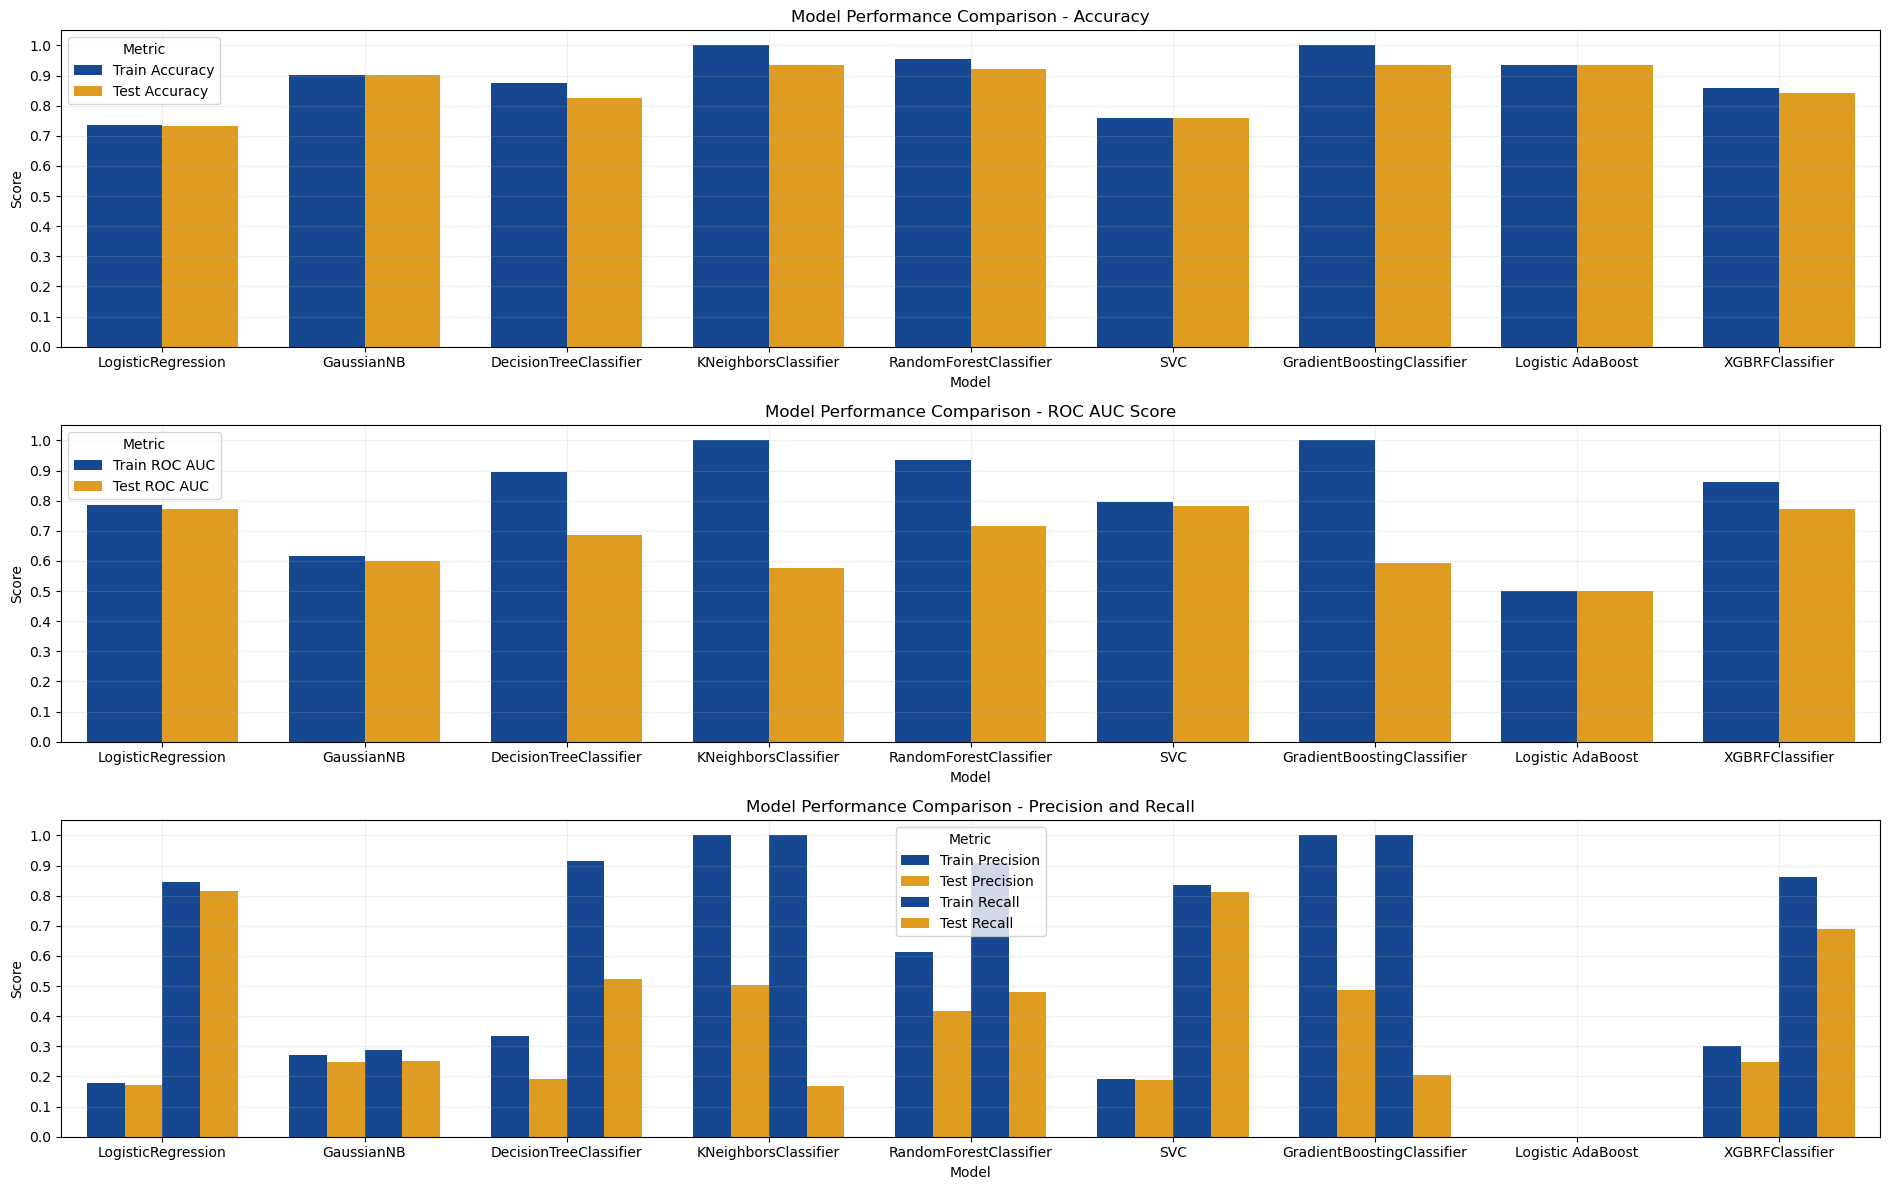 Model Performance Comparison - Accuracy
Metric
Train Accuracy
Test Accuracy
Score
1.0
0.9
0.8
0.7
0.6
0.5
0.4
0.3
0.2
0.1
0.0
LogisticRegression GaussianNB DecisionTreeClassifier KNeighborsClassifier RandomForestClassifier SVC GradientBoostingClassifier Logistic AdaBoost XGBRFClassifier
Model
Model Performance Comparison - ROC AUC Score
Metric
Train ROC AUC
Test ROC AUC
Score
1.0
0.9
0.8
0.7
0.6
0.5
0.4
0.3
0.2
0.1
0.0
LogisticRegression GaussianNB DecisionTreeClassifier KNeighborsClassifier RandomForestClassifier SVC GradientBoostingClassifier Logistic AdaBoost XGBRFClassifier
Model
Model Performance Comparison - Precision and Recall
Metric
Train Precision
Test Precision
Train Recall
Test Recall
Score
1.0
0.9
0.8
0.7
0.6
0.5
0.4
0.3
0.2
0.1
0.0
LogisticRegression GaussianNB DecisionTreeClassifier KNeighborsClassifier RandomForestClassifier SVC GradientBoostingClassifier Logistic AdaBoost XGBRFClassifier
Model